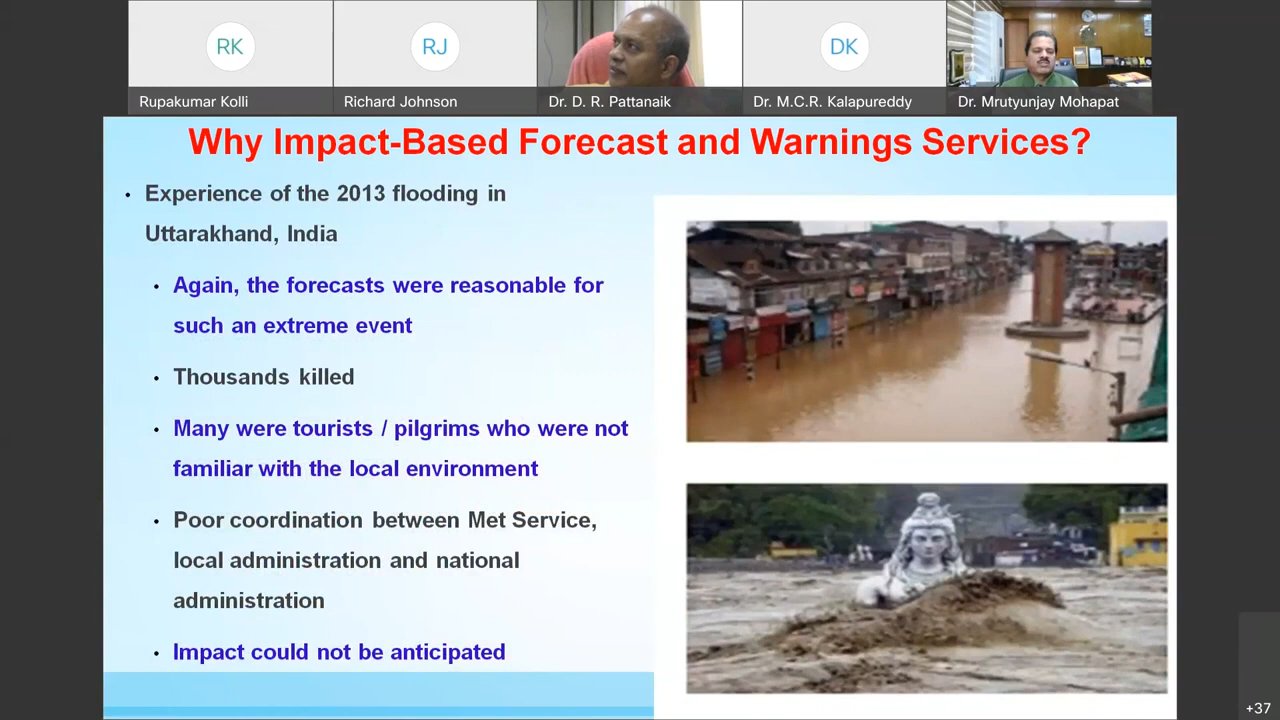 RK
RJ
DK
Rupakumar Kolli
Richard Johnson
Dr. D. R. Pattanaik
Dr. M.C.R. Kalapureddy
Dr. Mrutyunjay Mohapat
Why Impact-Based Forecast and Warnings Services?
• Experience of the 2013 flooding in
Uttarakhand, India
• Again, the forecasts were reasonable for
such an extreme event
• Thousands killed
• Many were tourists / pilgrims who were not
familiar with the local environment
• Poor coordination between Met Service,
local administration and national
administration
• Impact could not be anticipated
+37